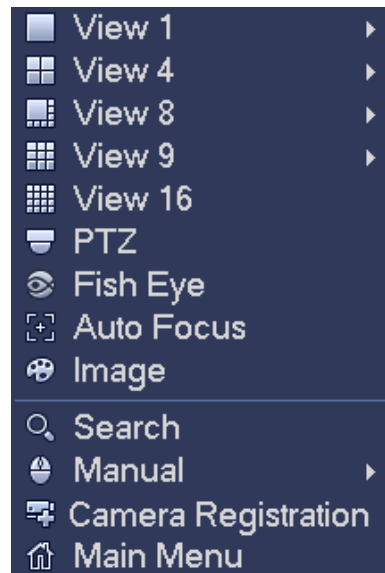 View 1
View 4
View 8
View 9
View 16
PTZ
Fish Eye
Auto Focus
Image
Search
Manual
Camera Registration
Main Menu